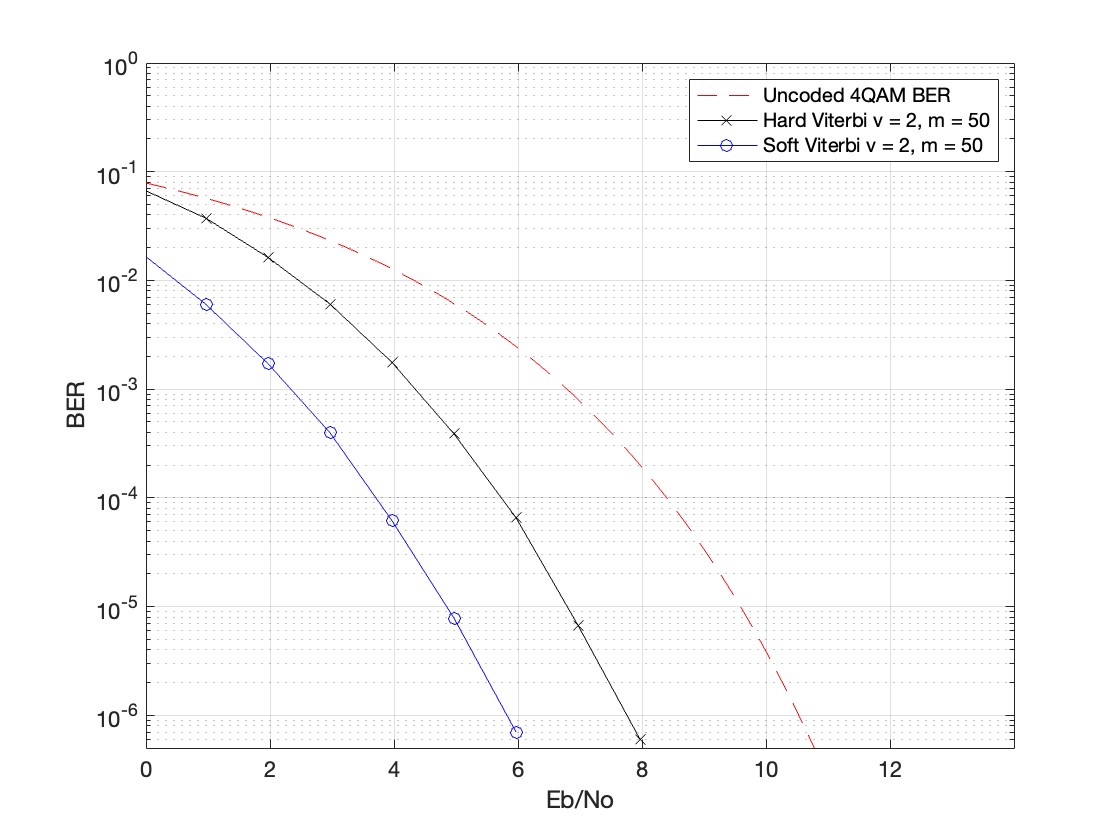 10^0
10^-1
10^-2
10^-3
10^-4
10^-5
10^-6
BER
0 2 4 6 8 10 12
Eb/No
Uncoded 4QAM BER
Hard Viterbi v = 2, m = 50
Soft Viterbi v = 2, m = 50